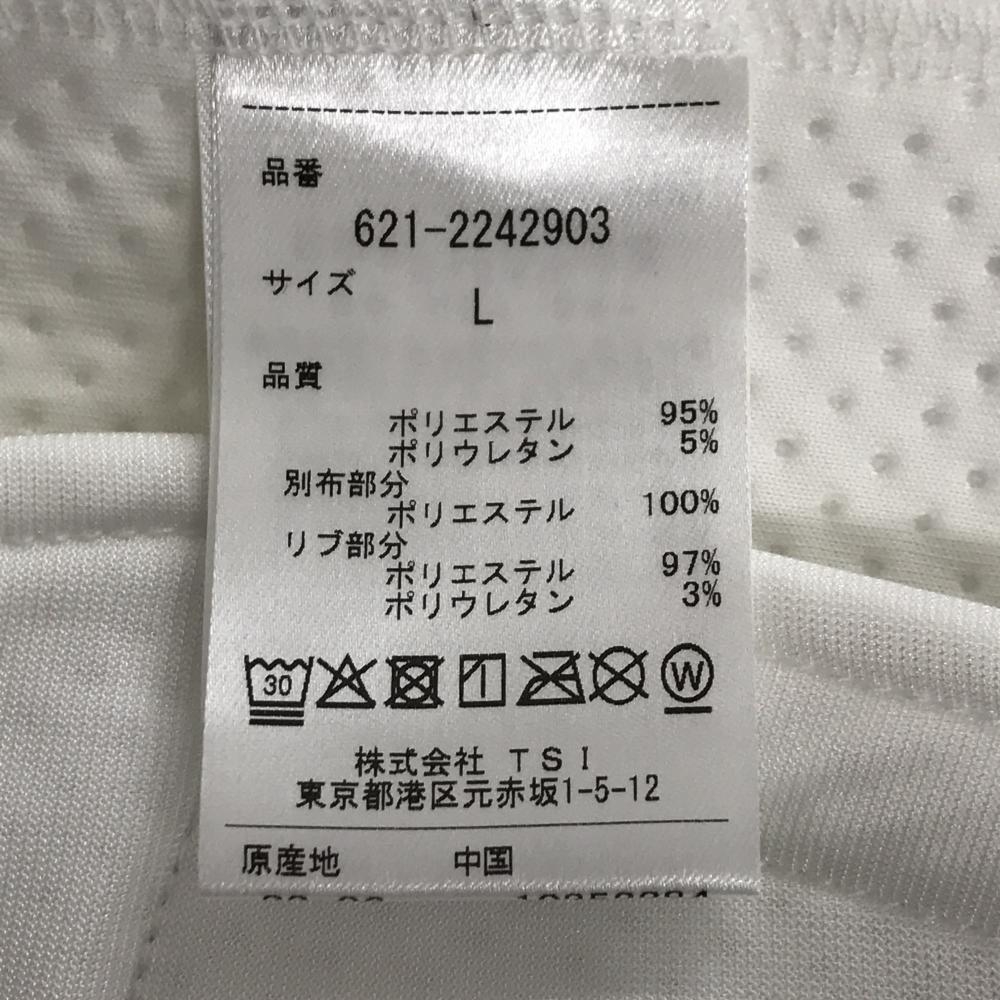 品番
621-2242903
サイズ
L
品質
ポリエステル 95%
ポリウレタン 5%
別布部分
ポリエステル 100%
リブ部分
ポリエステル 97%
ポリウレタン 3%
30
W
株式会社 TSI
東京都港区元赤坂1-5-12
原産地 中国